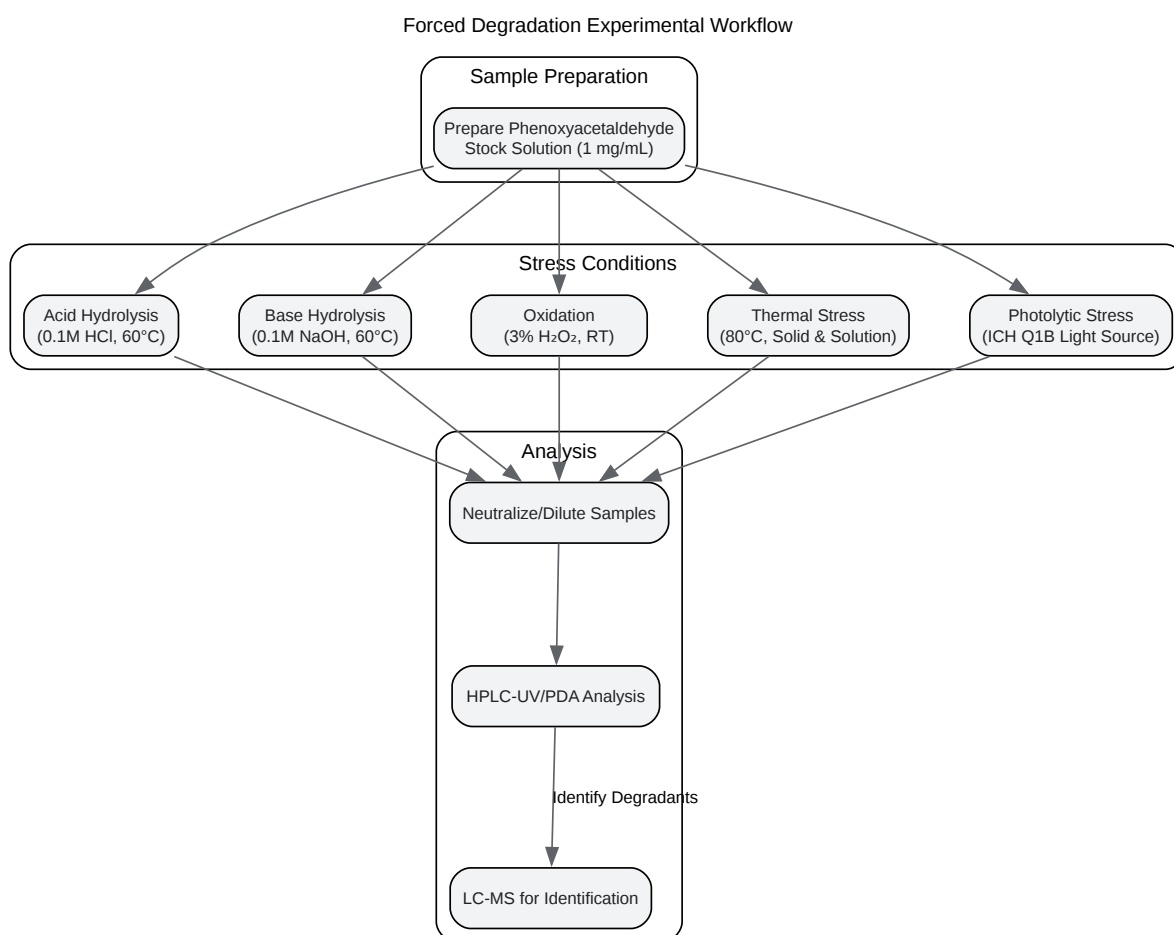 Forced Degradation Experimental Workflow
Sample Preparation
Prepare Phenoxyacetaldehyde
Stock Solution (1 mg/mL)
Stress Conditions
Acid Hydrolysis
(0.1M HCl, 60°C)
Base Hydrolysis
(0.1M NaOH, 60°C)
Oxidation
(3% H₂O₂, RT)
Thermal Stress
(80°C, Solid & Solution)
Photolytic Stress
(ICH Q1B Light Source)
Analysis
Neutralize/Dilute Samples
HPLC-UV/PDA Analysis
Identify Degradants
LC-MS for Identification